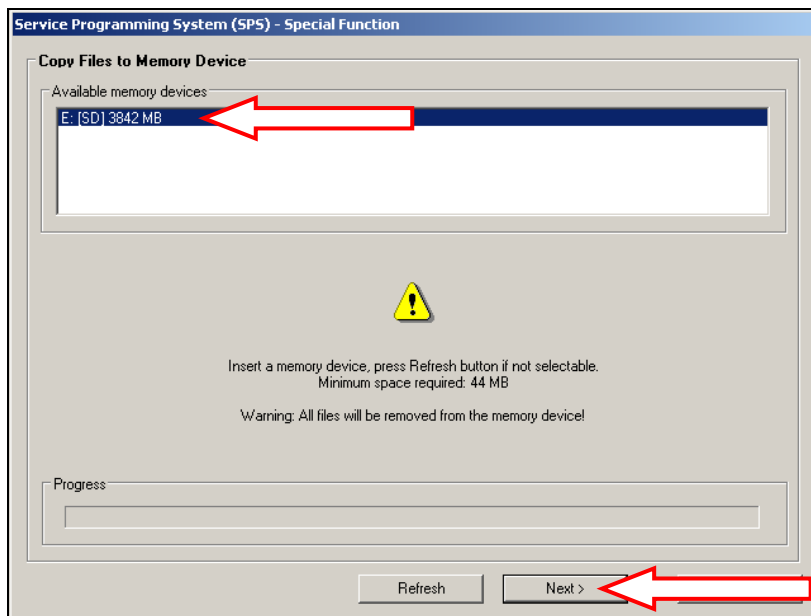 Service Programming System (SPS) - Special Function
Copy Files to Memory Device
Available memory devices
E: [SD] 3842 MB
Insert a memory device, press Refresh button if not selectable.
Minimum space required: 44 MB
Warning: All files will be removed from the memory device!
Progress
Refresh
Next >